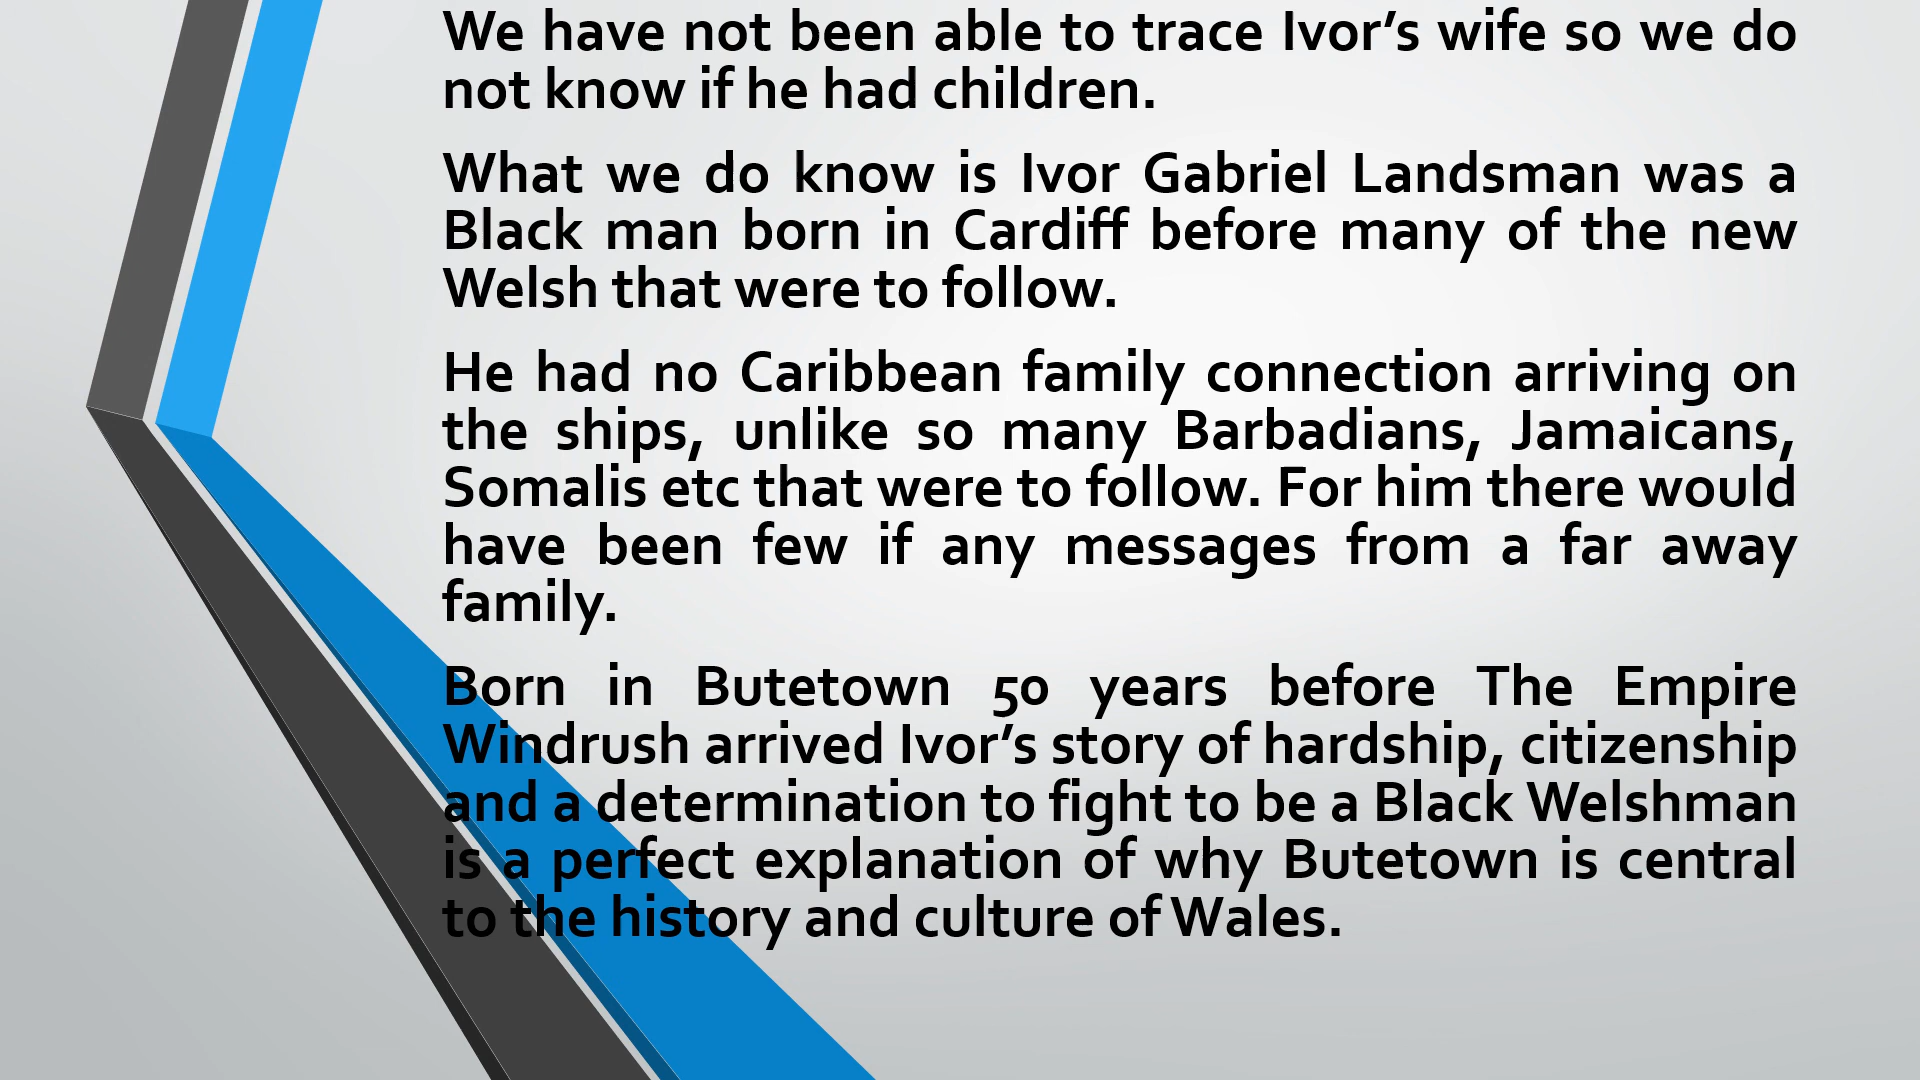 We have not been able to trace Ivor’s wife so we do
not know if he had children.
What we do know is Ivor Gabriel Landsman was a
Black man born in Cardiff before many of the new
Welsh that were to follow.
He had no Caribbean family connection arriving on
the ships, unlike so many Barbadians, Jamaicans,
Somalis etc that were to follow. For him there would
have been few if any messages from a far away
family.
Born in Butetown 50 years before The Empire
Windrush arrived Ivor’s story of hardship, citizenship
and a determination to fight to be a Black Welshman
is a perfect explanation of why Butetown is central
to the history and culture of Wales.